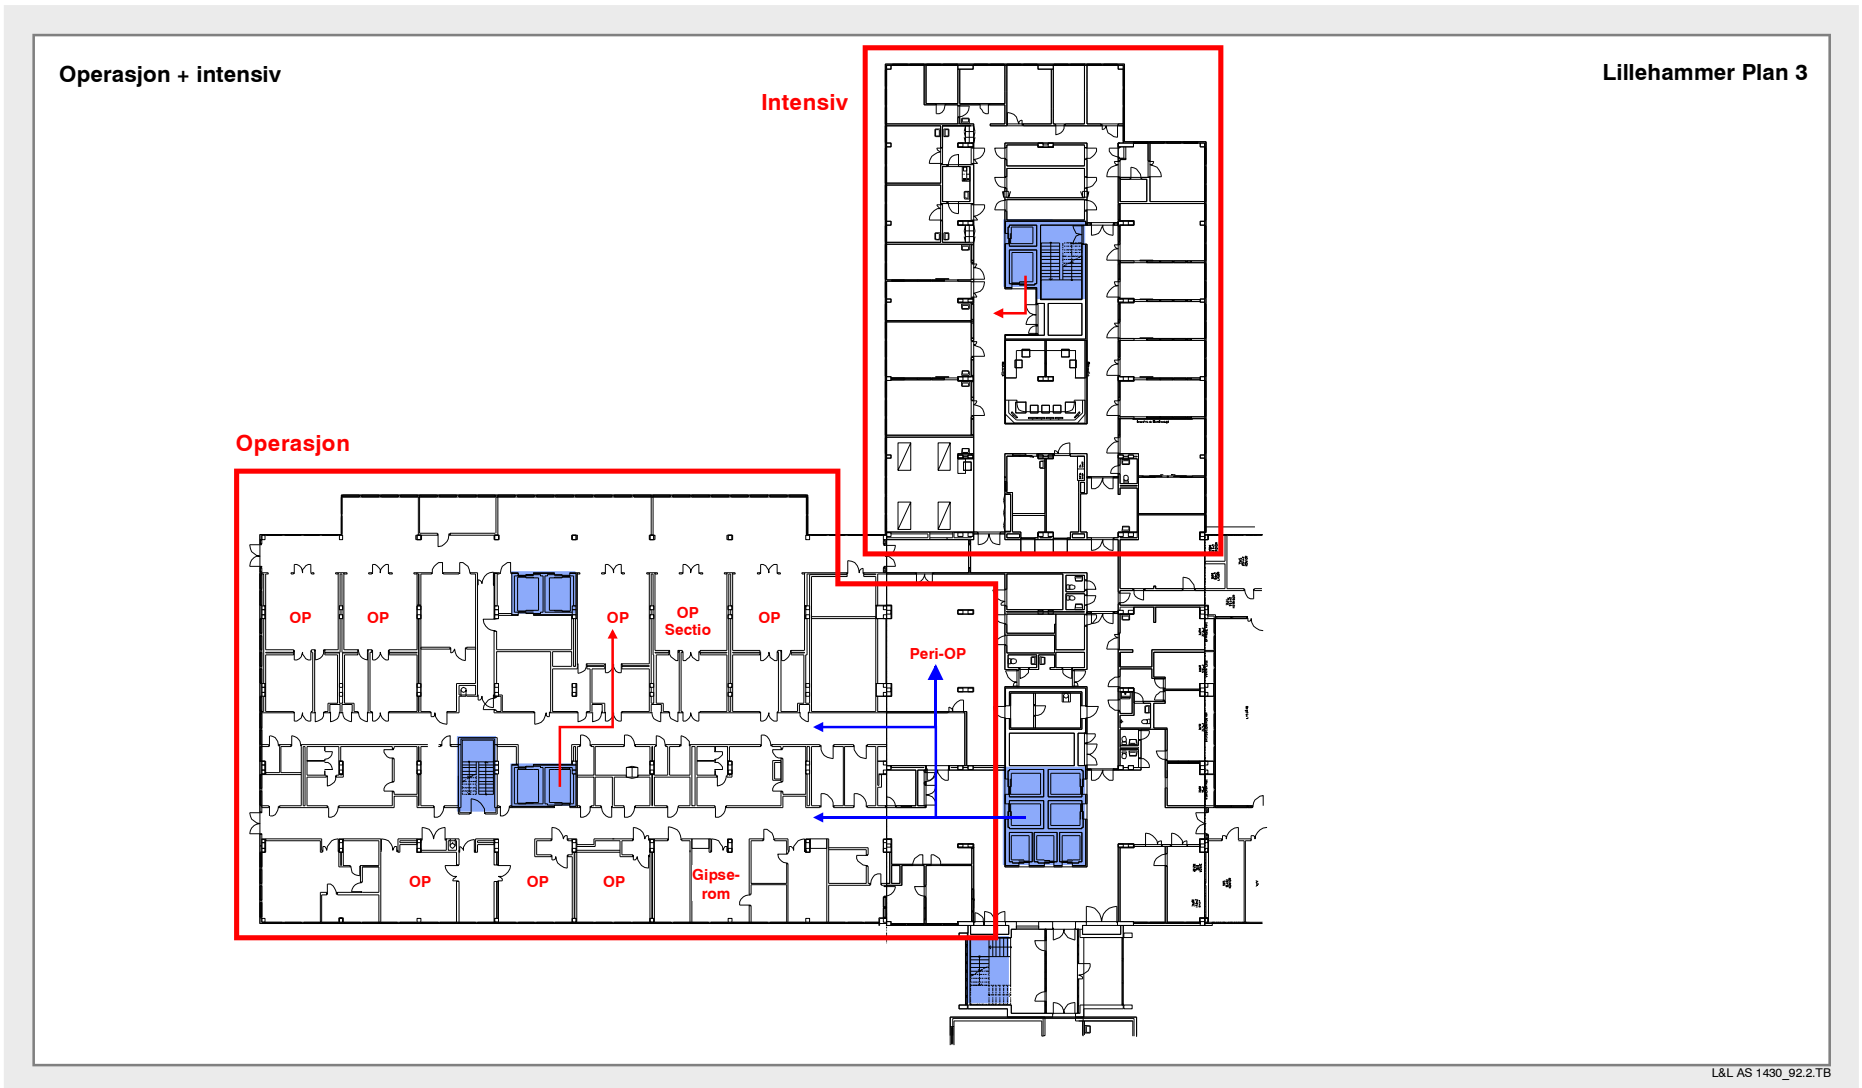 Operasjon + intensiv
Lillehammer Plan 3
Intensiv
Operasjon
OP
OP
OP
OP
Sectio
OP
Peri-OP
OP
OP
OP
Gipse-
rom
L&L AS 1430_92.2.TB